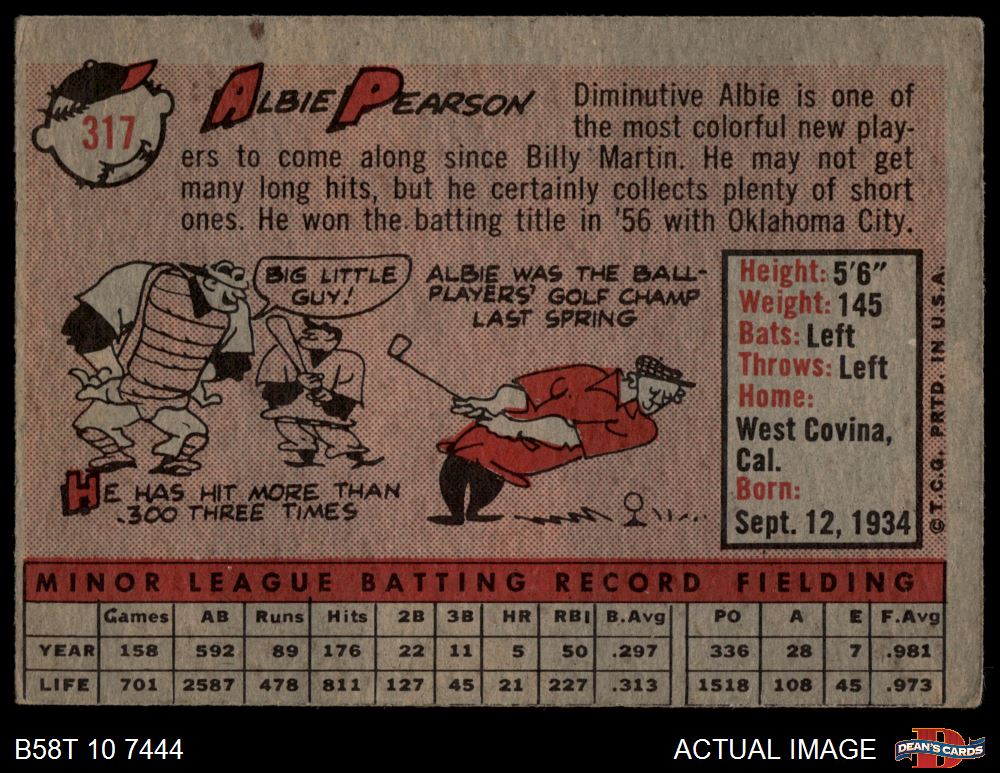 317
ALBIE PEARSON
Diminutive Albie is one of
the most colorful new play-
ers to come along since Billy Martin. He may not get
many long hits, but he certainly collects plenty of short
ones. He won the batting title in '56 with Oklahoma City.
BIG LITTLE
GUY!
HE HAS HIT MORE THAN
.300 THREE TIMES
ALBIE WAS THE BALL-
PLAYERS' GOLF CHAMP
LAST SPRING
Height: 5'6"
Weight: 145
Bats: Left
Throws: Left
Home:
West Covina,
Cal.
Born:
Sept. 12, 1934
© T.C.G. PRTD. IN U.S.A.
MINOR LEAGUE BATTING RECORD FIELDING
Games AB Runs Hits 2B 3B HR RBI B.Avg PO A E F.Avg
YEAR 158 592 89 176 22 11 5 50 .297 336 28 7 .981
LIFE 701 2587 478 811 127 45 21 227 .313 1518 108 45 .973
B58T 10 7444
ACTUAL IMAGE
D
DEAN'S CARDS